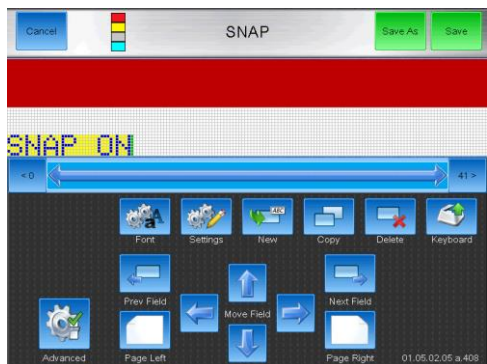 Cancel
SNAP
Save As
Save
SNAP ON
< 0
41 >
A
ABC
Font
Settings
New
Copy
Delete
Keyboard
Prev Field
Move Field
Next Field
Advanced
Page Left
Page Right
01.05.02.05 a.408